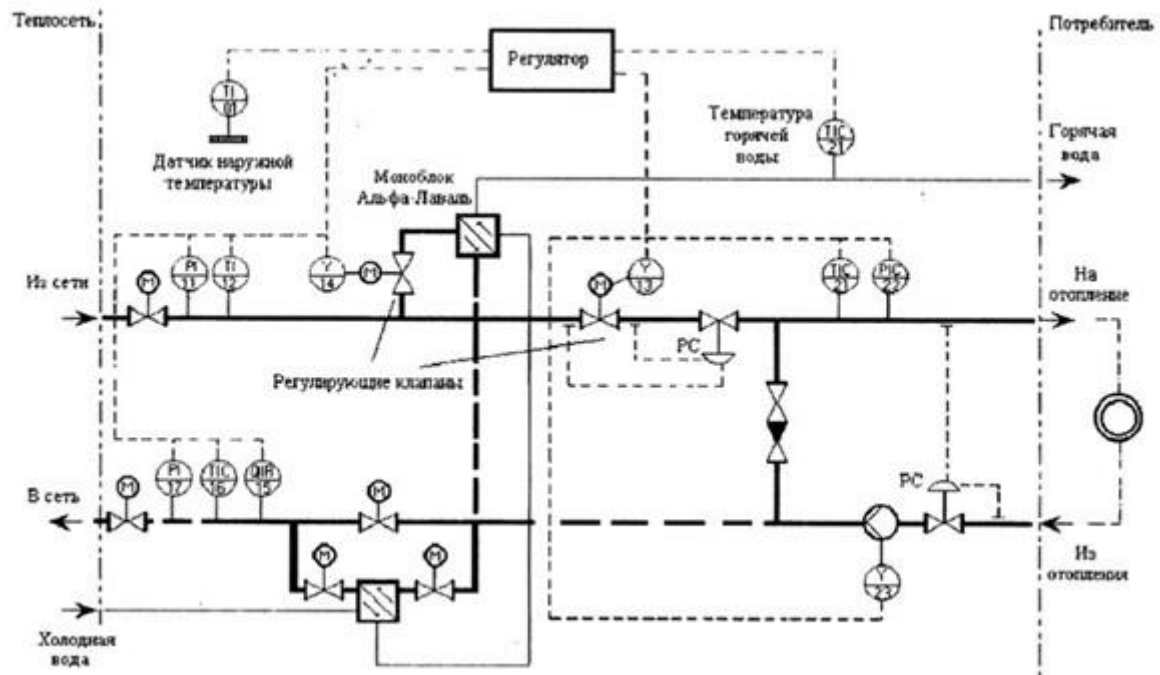 Теплосеть
Потребитель
Регулятор
TI
01
Датчик наружной
температуры
Температура
горячей
воды
TIC
21
Горячая
вода
Моноблок
Альфа-Лаваль
Из сети
M
PI
11
TI
12
Y
14
M
M
Y
13
TIC
21
PIC
22
На
отопление
PC
Регулирующие клапаны
В сеть
M
PI
17
TIC
16
QIR
15
M
PC
M
M
Y
23
Из
отопления
Холодная
вода